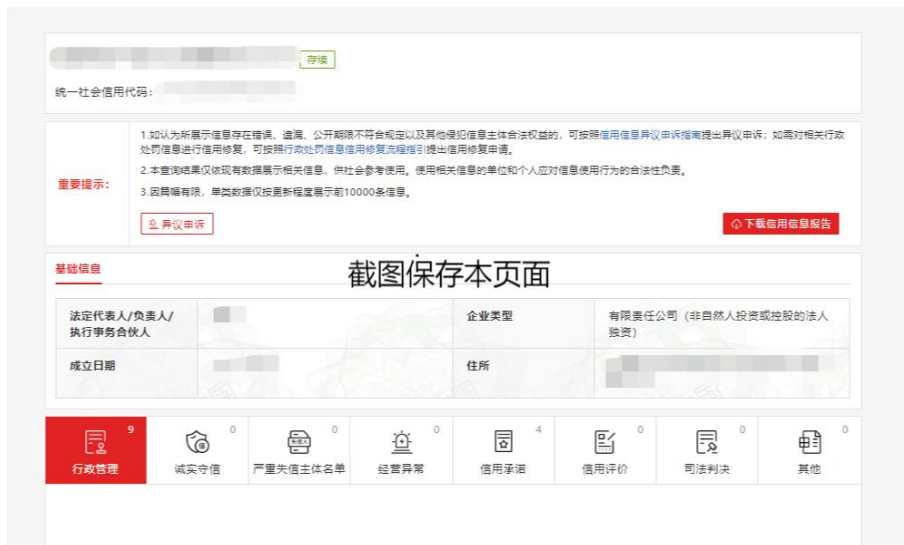 存续
统一社会信用代码:
重要提示:
1.如认为所展示信息存在错误、遗漏、公开期限不符合规定以及其他侵犯信息主体合法权益的，可按照信用信息异议申诉指南提出异议申诉；如需对相关行政
处罚信息进行信用修复，可按照行政处罚信息信用修复流程指引提出信用修复申请。
2.本查询结果仅依现有数据展示相关信息，供社会参考使用。使用相关信息的单位和个人应对信息使用行为的合法性负责。
3.因篇幅有限，单类数据仅按更新程度展示前10000条信息。
异议申诉
下载信用信息报告
基础信息
截图保存本页面
法定代表人/负责人/
执行事务合伙人
企业类型
有限责任公司（非自然人投资或控股的法人
独资）
成立日期
住所
9
行政管理
0
诚实守信
0
严重失信主体名单
0
经营异常
4
信用承诺
0
信用评价
0
司法判决
0
其他